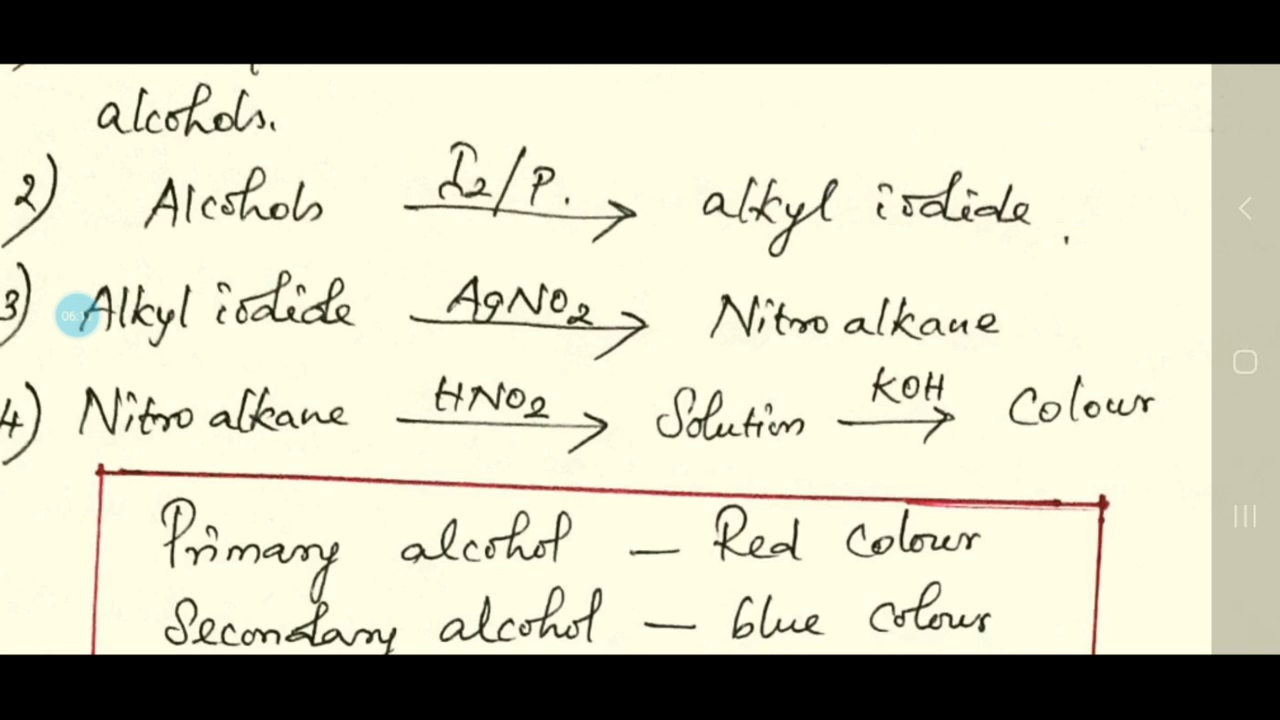 alcohols.
2) Alcohols I2/P. alkyl iodide.
3) Alkyl iodide AgNO2 Nitro alkane
4) Nitro alkane HNO2 Solution KOH Colour
Primary alcohol — Red colour
Secondary alcohol — blue colour